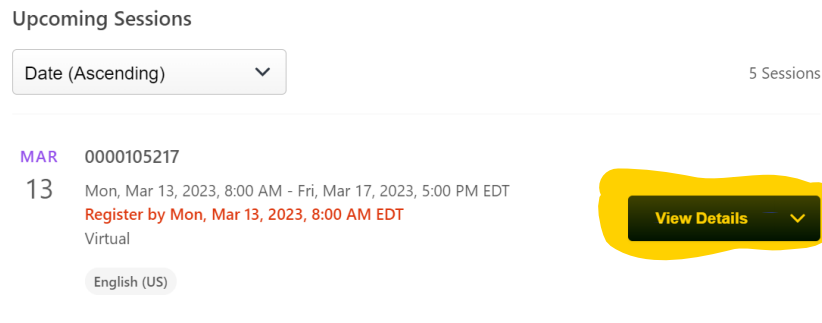 Upcoming Sessions
Date (Ascending)
5 Sessions
MAR
13
0000105217
Mon, Mar 13, 2023, 8:00 AM - Fri, Mar 17, 2023, 5:00 PM EDT
Register by Mon, Mar 13, 2023, 8:00 AM EDT
Virtual
English (US)
View Details